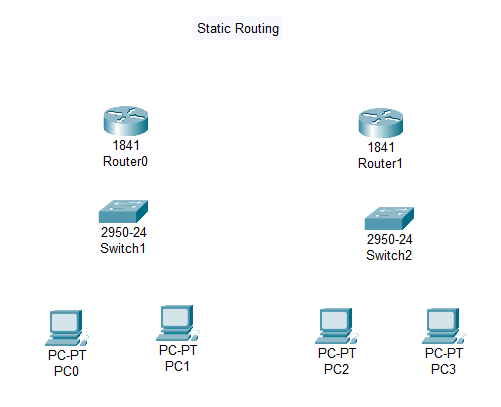 Static Routing
1841
Router0
1841
Router1
2950-24
Switch1
2950-24
Switch2
PC-PT
PC0
PC-PT
PC1
PC-PT
PC2
PC-PT
PC3